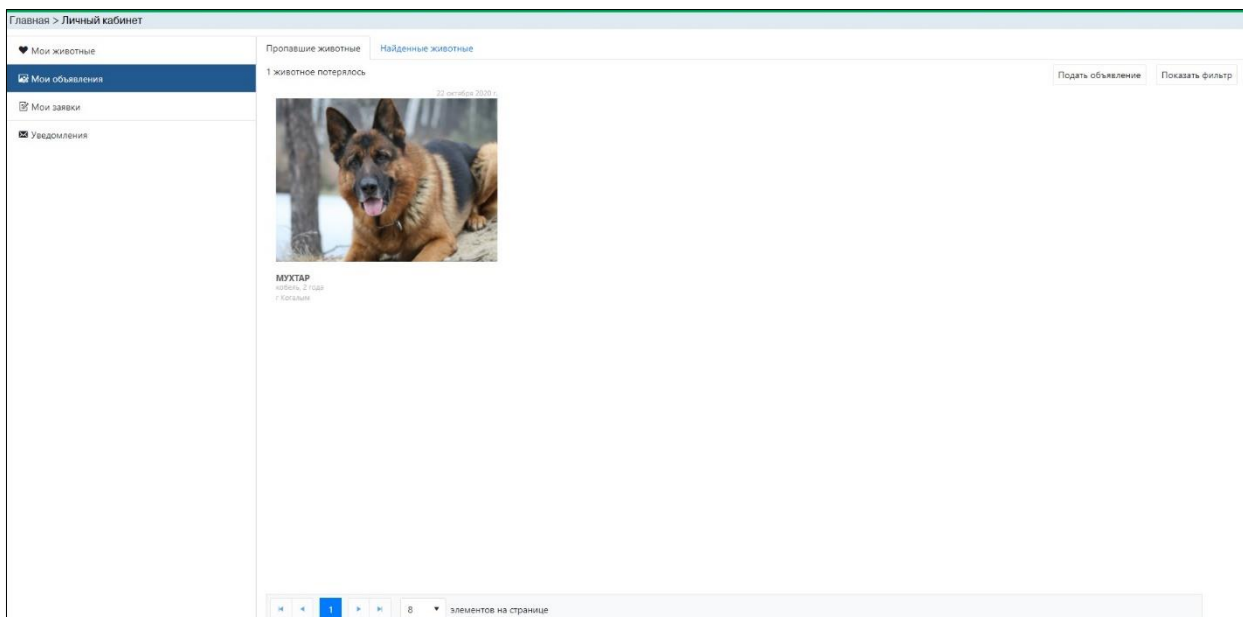 Главная > Личный кабинет
Мои животные
Мои объявления
Мои заявки
Уведомления
Пропавшие животные Найденные животные
1 животное потерялось
Подать объявление Показать фильтр
22 октября 2020 г.
МУХТАР
кобель, 2 года
г Когалым
1 8 элементов на странице